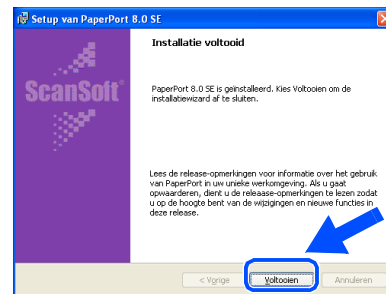 Setup van PaperPort 8.0 SE
Installatie voltooid
ScanSoft®
PaperPort 8.0 SE is geïnstalleerd. Kies Voltooien om de
installatiewizard af te sluiten.
Lees de release-opmerkingen voor informatie over het gebruik
van PaperPort in uw unieke werkomgeving. Als u gaat
opwaarderen, dient u de releaase-opmerkingen te lezen zodat
u op de hoogte bent van de wijzigingen en nieuwe functies in
deze release.
< Vorige
Voltooien
Annuleren